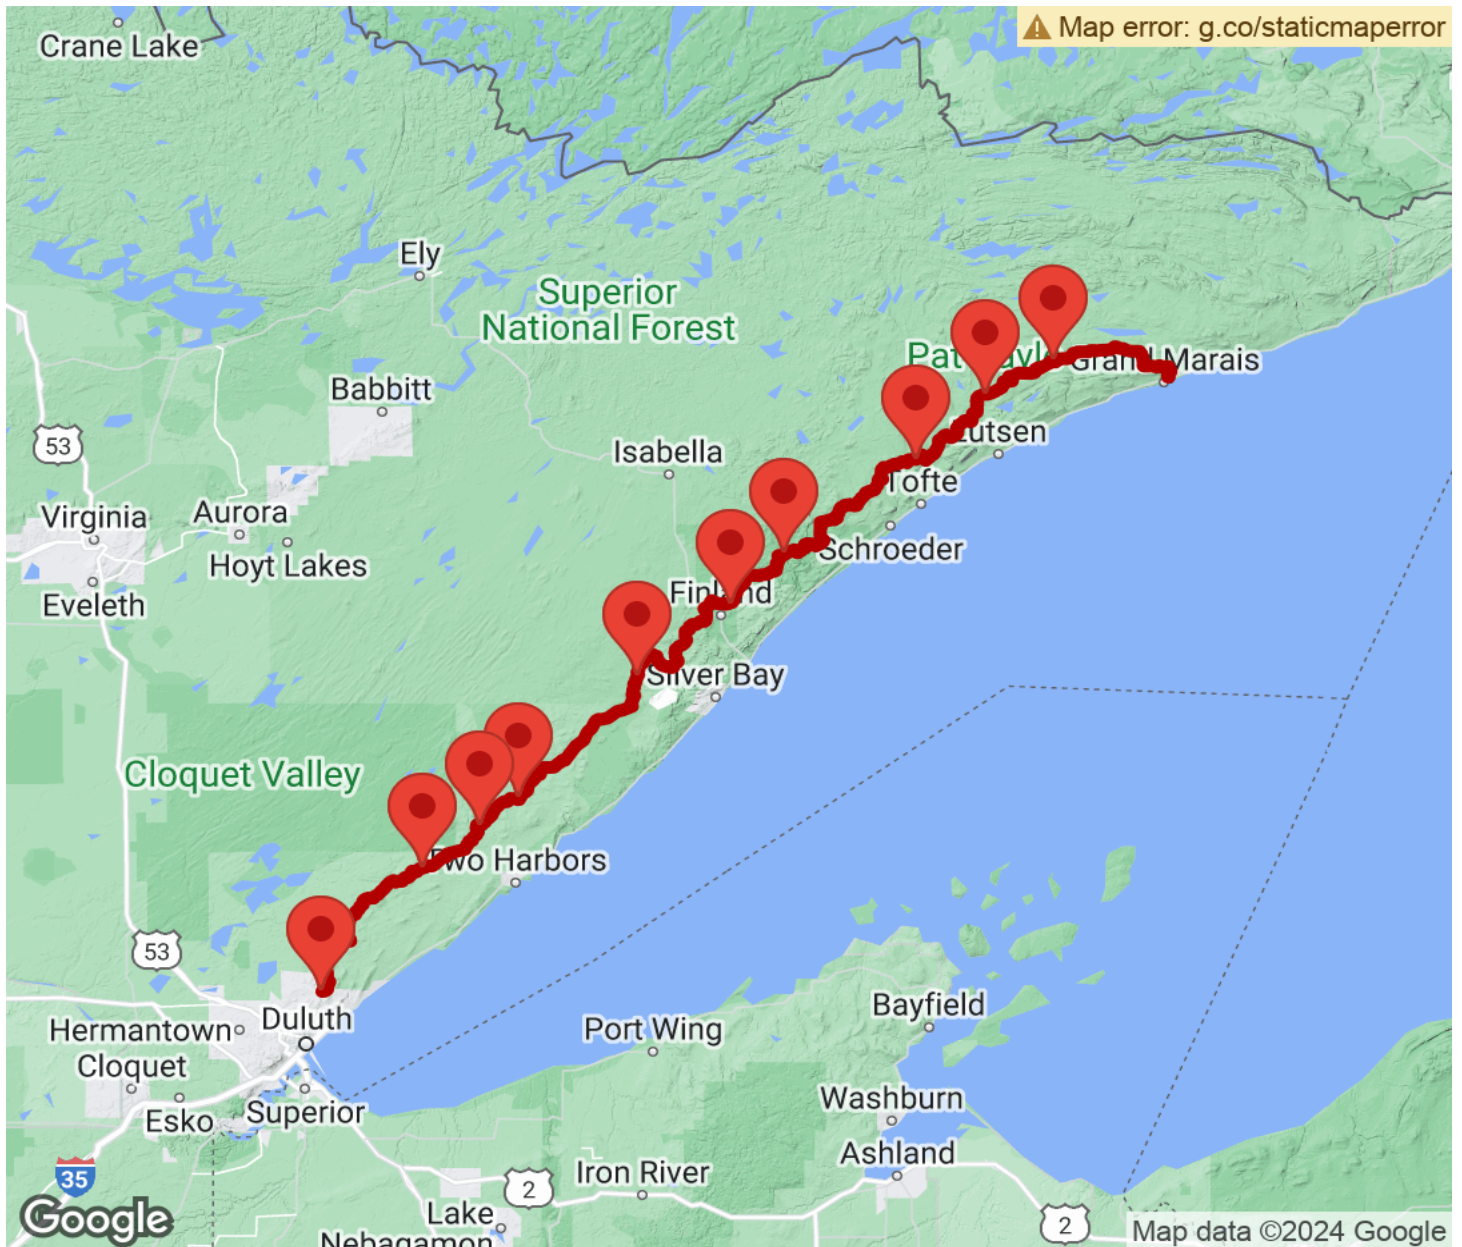 Crane Lake
Map error: g.co/staticmaperror
Ely
Superior
National Forest
Grand Marais
Babbitt
53
Isabella
Lutsen
Tofte
Virginia
Aurora
Hoyt Lakes
Schroeder
Eveleth
Finland
Silver Bay
Cloquet Valley
Two Harbors
53
Duluth
Hermantown
Cloquet
Esko
Superior
Port Wing
Bayfield
Washburn
Ashland
35
Iron River
2
2
Lake
Nebagamon
Google
Map data ©2024 Google